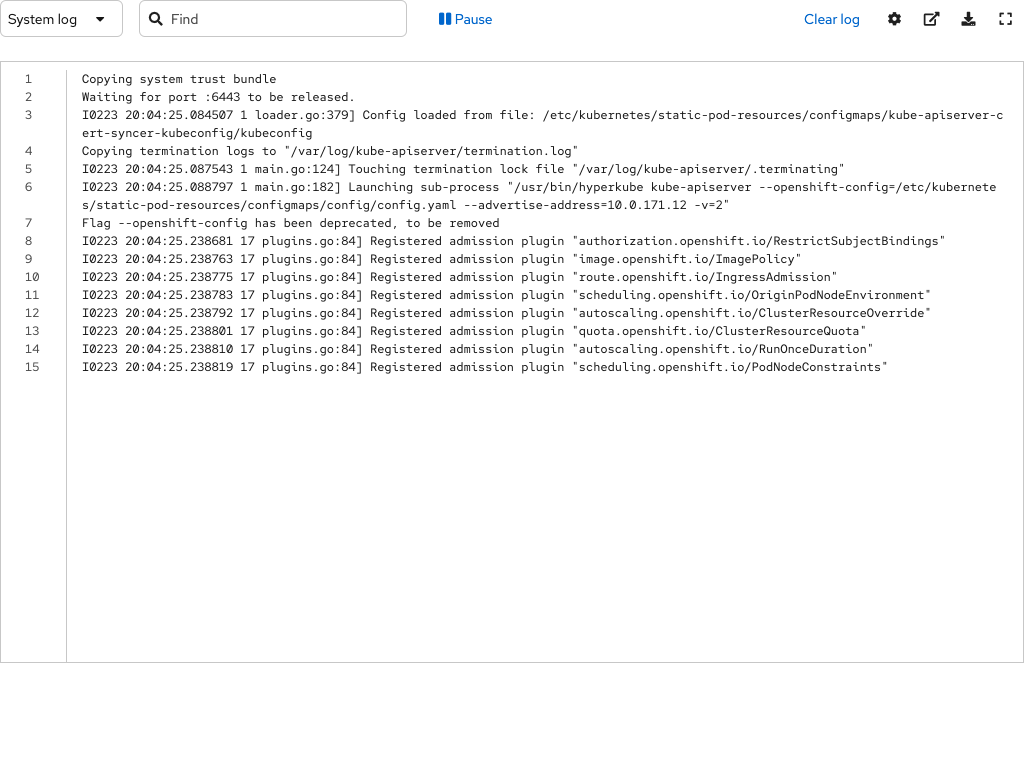 System log
Find
Pause
Clear log
1 Copying system trust bundle
2 Waiting for port :6443 to be released.
3 I0223 20:04:25.084507 1 loader.go:379] Config loaded from file: /etc/kubernetes/static-pod-resources/configmaps/kube-apiserver-c
ert-syncer-kubeconfig/kubeconfig
4 Copying termination logs to "/var/log/kube-apiserver/termination.log"
5 I0223 20:04:25.087543 1 main.go:124] Touching termination lock file "/var/log/kube-apiserver/.terminating"
6 I0223 20:04:25.088797 1 main.go:182] Launching sub-process "/usr/bin/hyperkube kube-apiserver --openshift-config=/etc/kubernete
s/static-pod-resources/configmaps/config/config.yaml --advertise-address=10.0.171.12 -v=2"
7 Flag --openshift-config has been deprecated, to be removed
8 I0223 20:04:25.238681 17 plugins.go:84] Registered admission plugin "authorization.openshift.io/RestrictSubjectBindings"
9 I0223 20:04:25.238763 17 plugins.go:84] Registered admission plugin "image.openshift.io/ImagePolicy"
10 I0223 20:04:25.238775 17 plugins.go:84] Registered admission plugin "route.openshift.io/IngressAdmission"
11 I0223 20:04:25.238783 17 plugins.go:84] Registered admission plugin "scheduling.openshift.io/OriginPodNodeEnvironment"
12 I0223 20:04:25.238792 17 plugins.go:84] Registered admission plugin "autoscaling.openshift.io/ClusterResourceOverride"
13 I0223 20:04:25.238801 17 plugins.go:84] Registered admission plugin "quota.openshift.io/ClusterResourceQuota"
14 I0223 20:04:25.238810 17 plugins.go:84] Registered admission plugin "autoscaling.openshift.io/RunOnceDuration"
15 I0223 20:04:25.238819 17 plugins.go:84] Registered admission plugin "scheduling.openshift.io/PodNodeConstraints"